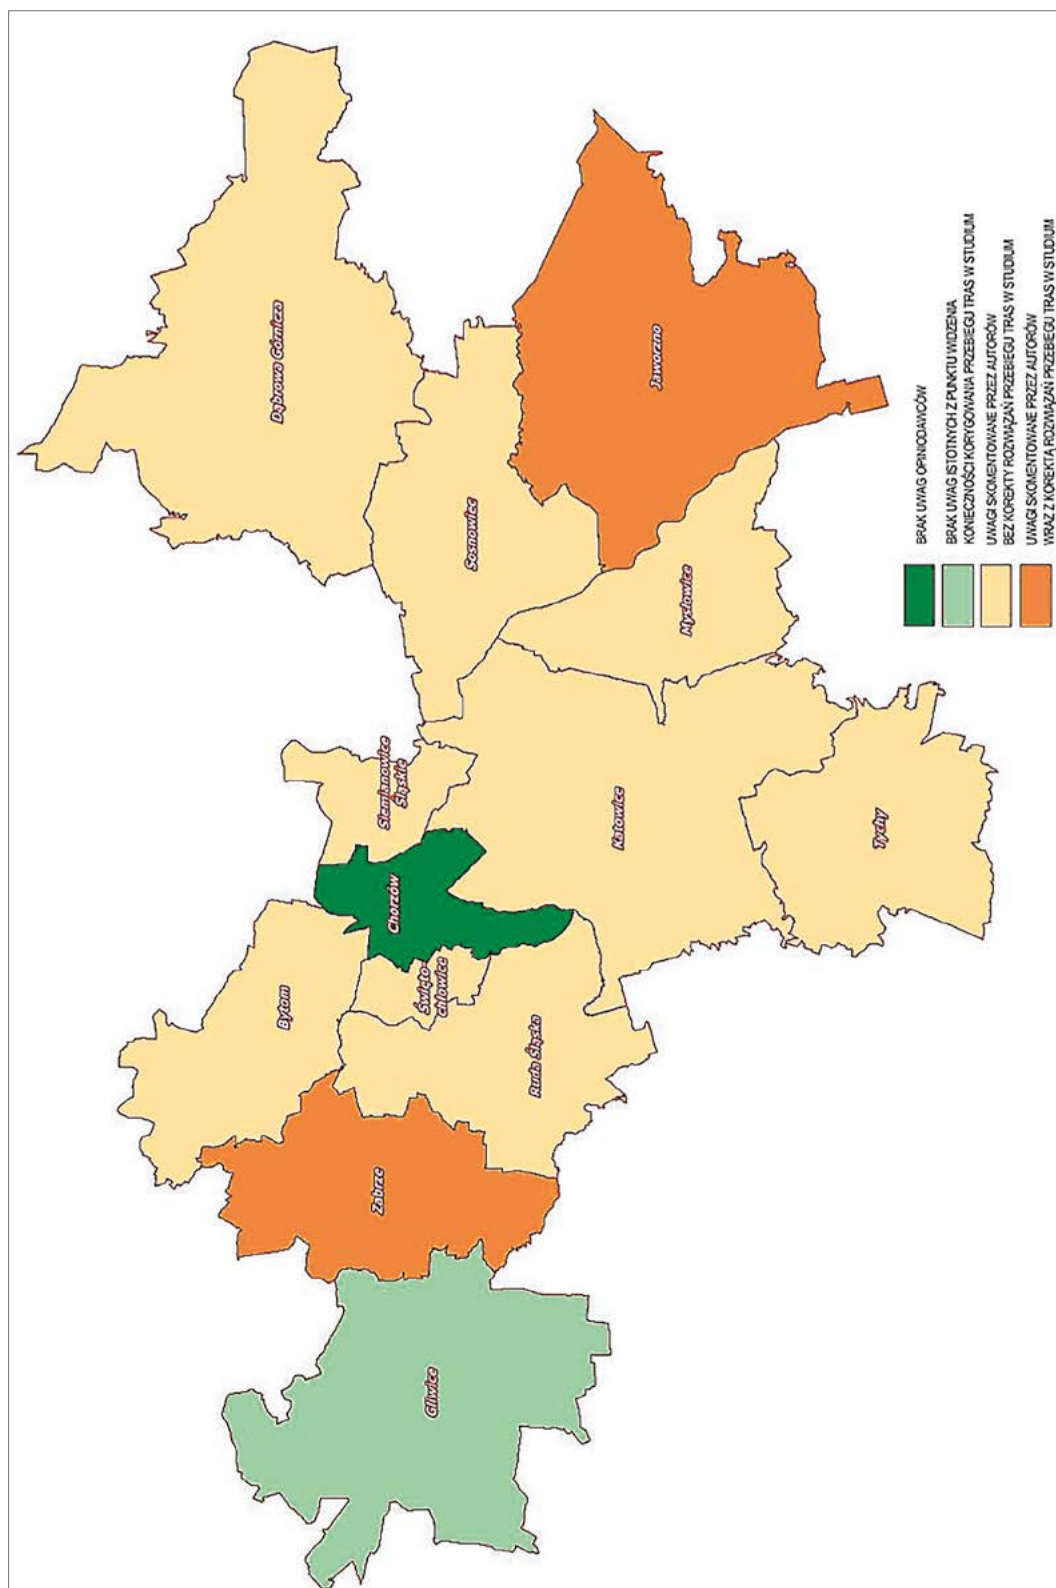 Dąbrowa Górnicza
Jaworzno
Sosnowiec
Mysłowice
Siemianowice
Śląskie
Katowice
Tychy
Chorzów
Święto-
chłowice
Bytom
Ruda Śląska
Zabrze
Gliwice
BRAK UWAG OPINIODAWCÓW
BRAK UWAG ISTOTNYCH Z PUNKTU WIDZENIA
KONIECZNOŚCI KORYGOWANIA PRZEBIEGU TRAS W STUDIUM
UWAGI SKOMENTOWANE PRZEZ AUTORÓW
BEZ KOREKTY ROZWIĄZAŃ PRZEBIEGU TRAS W STUDIUM
UWAGI SKOMENTOWANE PRZEZ AUTORÓW
WRAZ Z KOREKTĄ ROZWIĄZAŃ PRZEBIEGU TRAS W STUDIUM